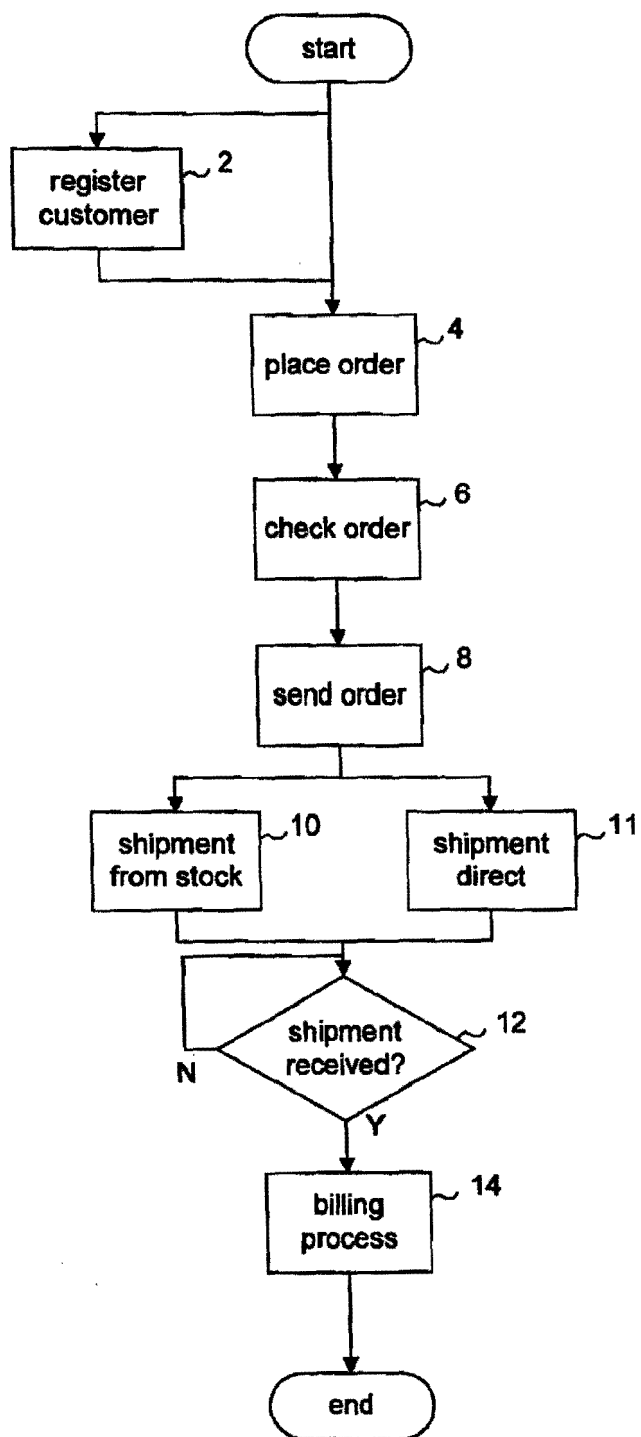 start
2
register
customer
4
place order
6
check order
8
send order
10
shipment
from stock
11
shipment
direct
12
shipment
received?
N
Y
14
billing
process
end